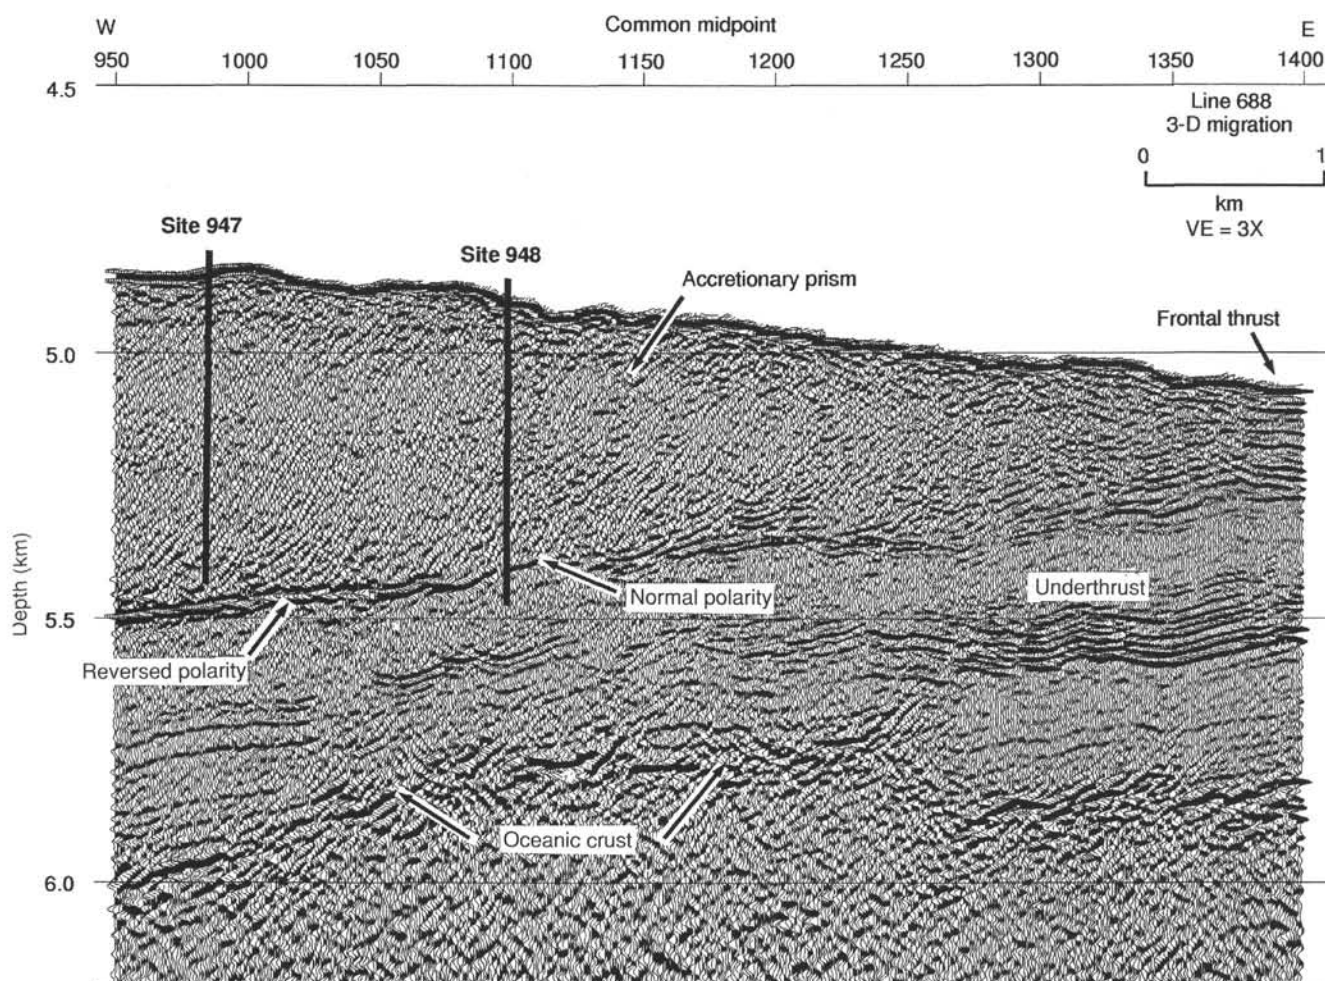 W
Common midpoint
E
950 1000 1050 1100 1150 1200 1250 1300 1350 1400
4.5
Line 688
3-D migration
0 1
km
VE = 3X
Site 947
Site 948
Accretionary prism
Frontal thrust
5.0
Depth (km)
Underthrust
Normal polarity
5.5
Reversed polarity
Oceanic crust
6.0